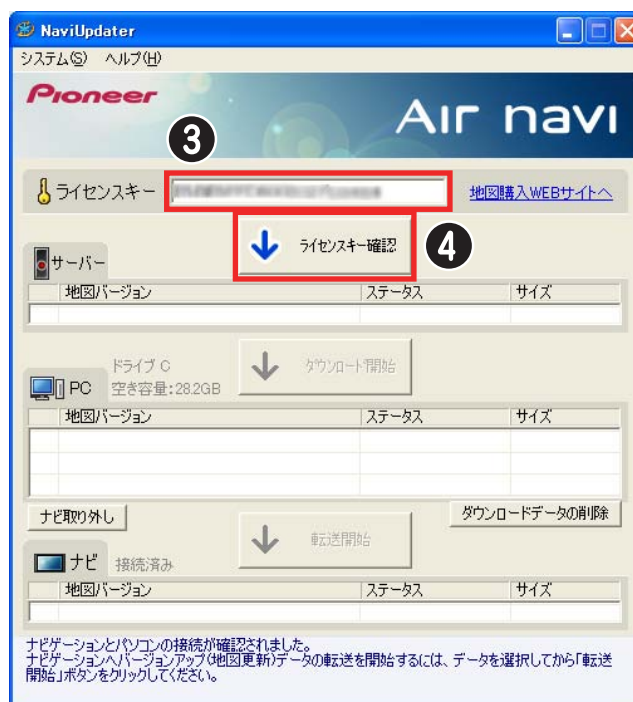 NaviUpdater
システム(S) ヘルプ(H)
Pioneer
AIr navi
❸
ライセンスキー
地図購入WEBサイトへ
ライセンスキー確認
❹
サーバー
地図バージョン ステータス サイズ
ドライブ C
空き容量:28.2GB
ダウンロード開始
PC
地図バージョン ステータス サイズ
ナビ取り外し
ダウンロードデータの削除
転送開始
ナビ 接続済み
地図バージョン ステータス サイズ
ナビゲーションとパソコンの接続が確認されました。
ナビゲーションへバージョンアップ(地図更新)データの転送を開始するには、データを選択してから「転送
開始」ボタンをクリックしてください。